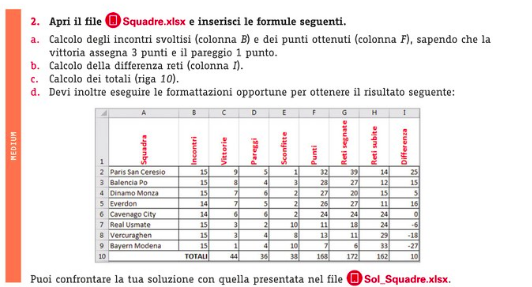 MEDIUM
2. Apri il file Squadre.xlsx e inserisci le formule seguenti.
a. Calcolo degli incontri svoltisi (colonna B) e dei punti ottenuti (colonna F), sapendo che la
vittoria assegna 3 punti e il pareggio 1 punto.
b. Calcolo della differenza reti (colonna I).
c. Calcolo dei totali (riga 10).
d. Devi inoltre eseguire le formattazioni opportune per ottenere il risultato seguente:
A B C D E F G H I
1 Squadra Incontri Vittorie Pareggi Sconfitte Punti Reti segnate Reti subite Differenza
2 Paris San Ceresio 15 9 5 1 32 39 14 25
3 Balencia Po 15 8 4 3 28 27 12 15
4 Dinamo Monza 15 7 6 2 27 20 15 5
5 Everdon 14 7 5 2 26 27 11 16
6 Cavenago City 14 6 6 2 24 24 24 0
7 Real Usmate 15 3 2 10 11 18 24 -6
8 Vercuraghen 15 3 4 8 13 11 29 -18
9 Bayern Modena 15 1 4 10 7 6 33 -27
10 TOTALI 44 36 38 168 172 162 10
Puoi confrontare la tua soluzione con quella presentata nel file Sol_Squadre.xlsx.